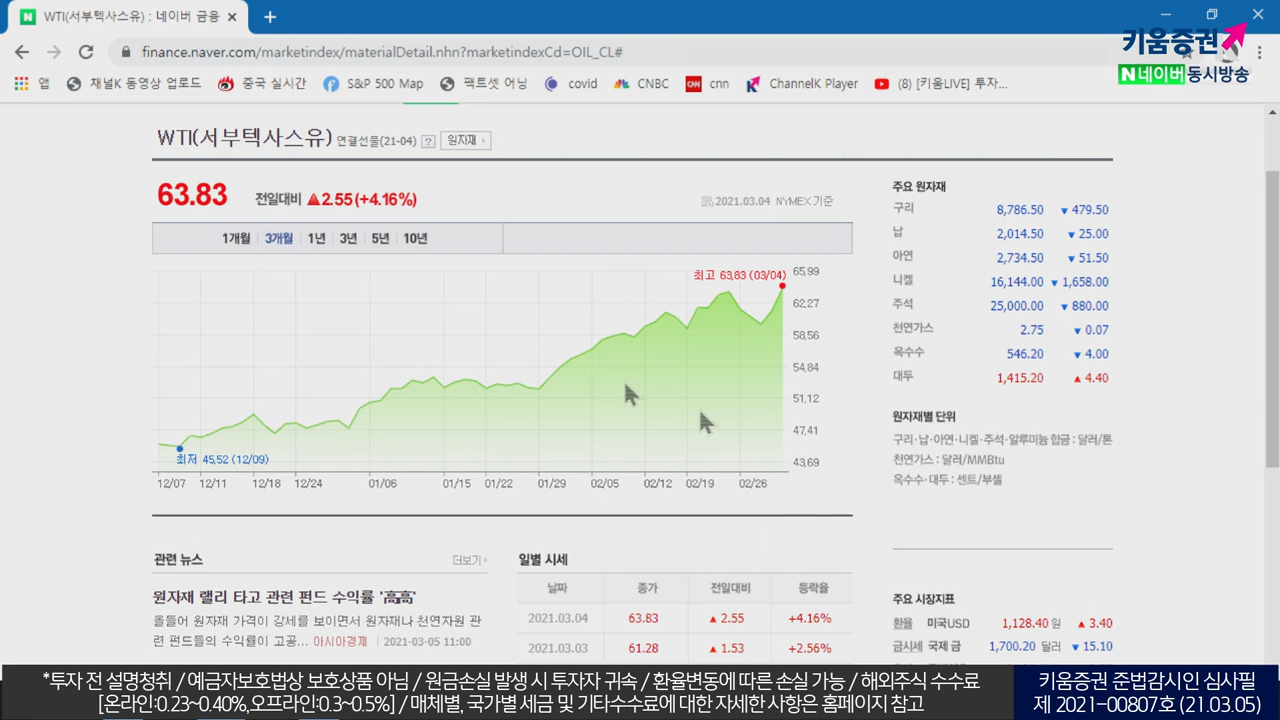 WTI(서부텍사스유) : 네이버 금융
finance.naver.com/marketindex/materialDetail.nhn?marketindexCd=OIL_CL#
키움증권
N네이버 동시방송
앱 채널K 동영상 업로드 중국 실시간 S&P 500 Map 팩트셋 어닝 covid CNBC cnn ChannelK Player (8) [키움LIVE] 투자...
WTI(서부텍사스유) 연결선물(21-04) ? 원자재
63.83 전일대비 ▲2.55(+4.16%)
2021.03.04 NYMEX기준
1개월 3개월 1년 3년 5년 10년
최고 63,83 (03/04)
65,99
62,27
58,56
54,84
51,12
47,41
43,69
최저 45,52 (12/09)
12/07 12/11 12/18 12/24 01/06 01/15 01/22 01/29 02/05 02/12 02/19 02/26
주요 원자재
구리 8,786.50 ▼ 479.50
납 2,014.50 ▼ 25.00
아연 2,734.50 ▼ 51.50
니켈 16,144.00 ▼ 1,658.00
주석 25,000.00 ▼ 880.00
천연가스 2.75 ▼ 0.07
옥수수 546.20 ▼ 4.00
대두 1,415.20 ▲ 4.40
원자재별 단위
구리·납·아연·니켈·주석·알루미늄 합금 : 달러/톤
천연가스 : 달러/MMBtu
옥수수·대두 : 센트/부셸
관련 뉴스 더보기
원자재 랠리 타고 관련 펀드 수익률 '高高'
올들어 원자재 가격이 강세를 보이면서 원자재나 천연자원 관
련 펀드들의 수익률이 고공... 아시아경제 2021-03-05 11:00
일별 시세
날짜 종가 전일대비 등락율
2021.03.04 63.83 ▲ 2.55 +4.16%
2021.03.03 61.28 ▲ 1.53 +2.56%
주요 시장지표
환율 미국USD 1,128.40 원 ▲ 3.40
금시세 국제 금 1,700.20 달러 ▼ 15.10
*투자 전 설명청취 / 예금자보호법상 보호상품 아님 / 원금손실 발생 시 투자자 귀속 / 환율변동에 따른 손실 가능 / 해외주식 수수료
[온라인:0.23~0.40%,오프라인:0.3~0.5%] / 매체별, 국가별 세금 및 기타수수료에 대한 자세한 사항은 홈페이지 참고
키움증권 준법감시인 심사필
제 2021-00807호 (21.03.05)